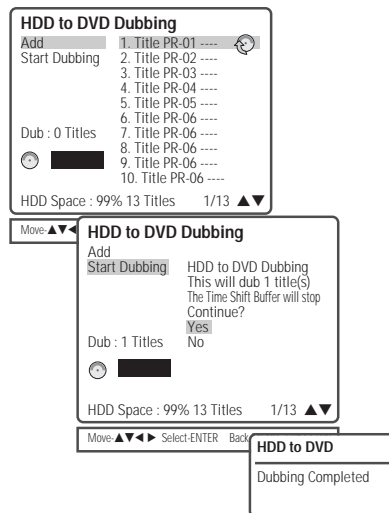 HDD to DVD Dubbing
Add
Start Dubbing
1. Title PR-01 ----
2. Title PR-02 ----
3. Title PR-03 ----
4. Title PR-04 ----
5. Title PR-05 ----
6. Title PR-06 ----
7. Title PR-06 ----
8. Title PR-06 ----
9. Title PR-06 ----
10. Title PR-06 ----
Dub : 0 Titles
HDD Space : 99% 13 Titles 1/13 ▲▼
Move-▲▼◀
HDD to DVD Dubbing
Add
Start Dubbing
HDD to DVD Dubbing
This will dub 1 title(s)
The Time Shift Buffer will stop
Continue?
Yes
No
Dub : 1 Titles
HDD Space : 99% 13 Titles 1/13 ▲▼
Move-▲▼◀ ▶ Select-ENTER Back
HDD to DVD
Dubbing Completed